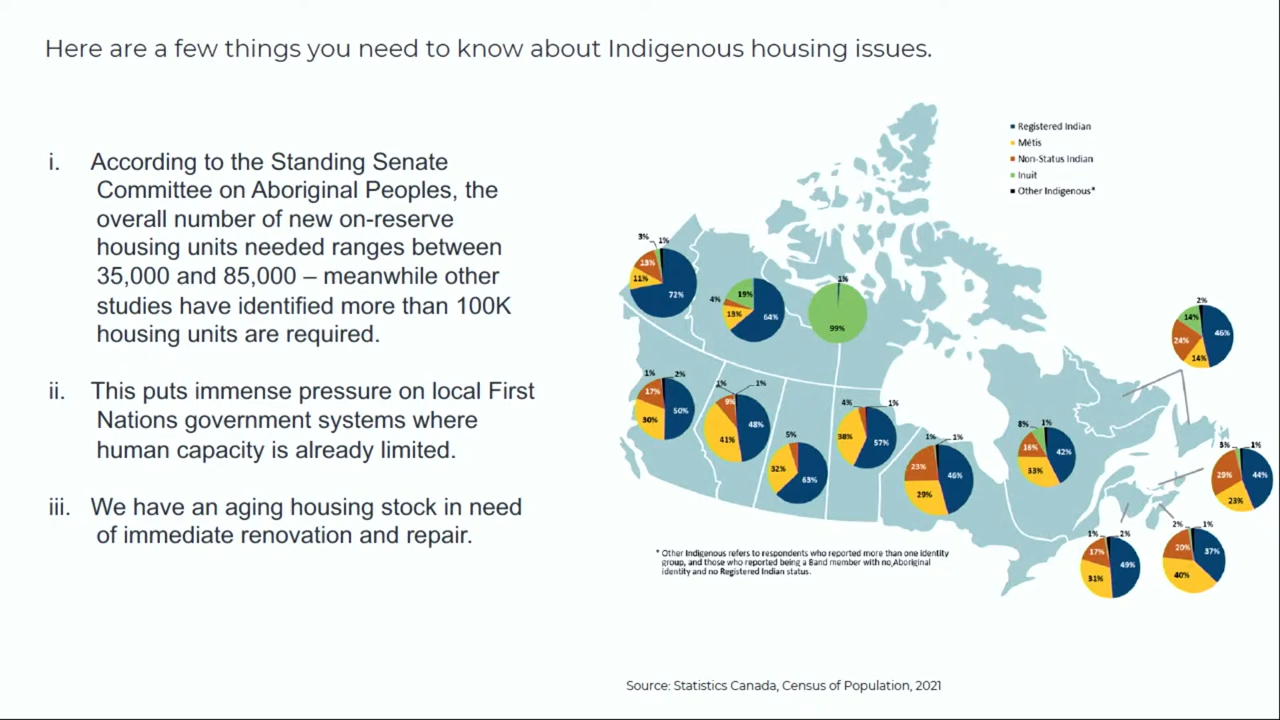 Here are a few things you need to know about Indigenous housing issues.
i. According to the Standing Senate
Committee on Aboriginal Peoples, the
overall number of new on-reserve
housing units needed ranges between
35,000 and 85,000 – meanwhile other
studies have identified more than 100K
housing units are required.
ii. This puts immense pressure on local First
Nations government systems where
human capacity is already limited.
iii. We have an aging housing stock in need
of immediate renovation and repair.
Registered Indian
Métis
Non-Status Indian
Inuit
Other Indigenous*
3% 1%
13%
11%
72%
19%
4%
13%
64%
1%
99%
2%
14%
46%
24%
14%
1% 2%
17%
50%
30%
1% 1%
9%
48%
41%
5%
32%
63%
4% 1%
38%
57%
1% 1%
23%
46%
29%
8% 1%
16%
42%
33%
3% 1%
29%
44%
23%
1% 2%
17%
49%
31%
2% 1%
20%
37%
40%
* Other Indigenous refers to respondents who reported more than one identity
group, and those who reported being a Band member with no Aboriginal
identity and no Registered Indian status.
Source: Statistics Canada, Census of Population, 2021